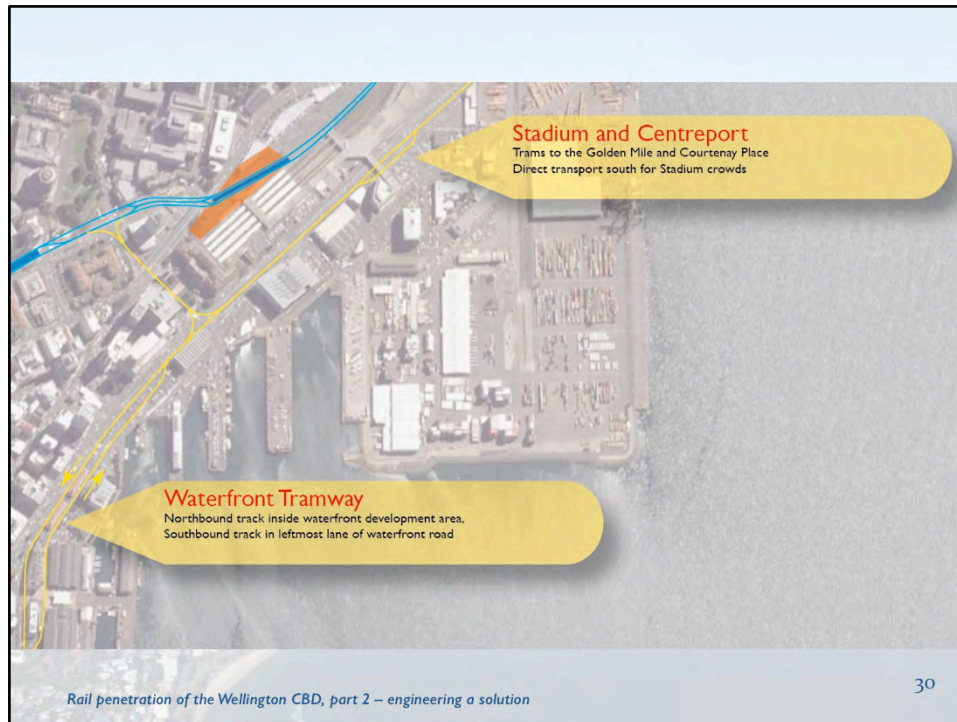 Stadium and Centreport
Trams to the Golden Mile and Courtenay Place
Direct transport south for Stadium crowds
Waterfront Tramway
Northbound track inside waterfront development area,
Southbound track in leftmost lane of waterfront road
Rail penetration of the Wellington CBD, part 2 – engineering a solution
30